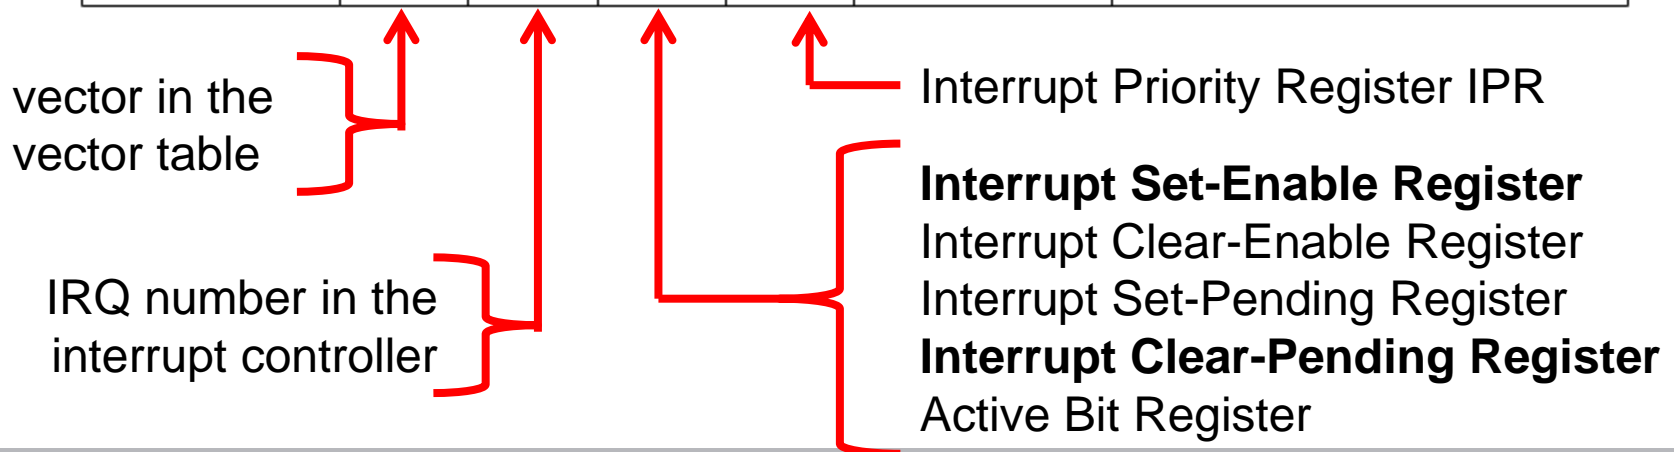 vector in the
vector table
Interrupt Priority Register IPR
Interrupt Set-Enable Register
Interrupt Clear-Enable Register
IRQ number in the
interrupt controller
Interrupt Set-Pending Register
Interrupt Clear-Pending Register
Active Bit Register